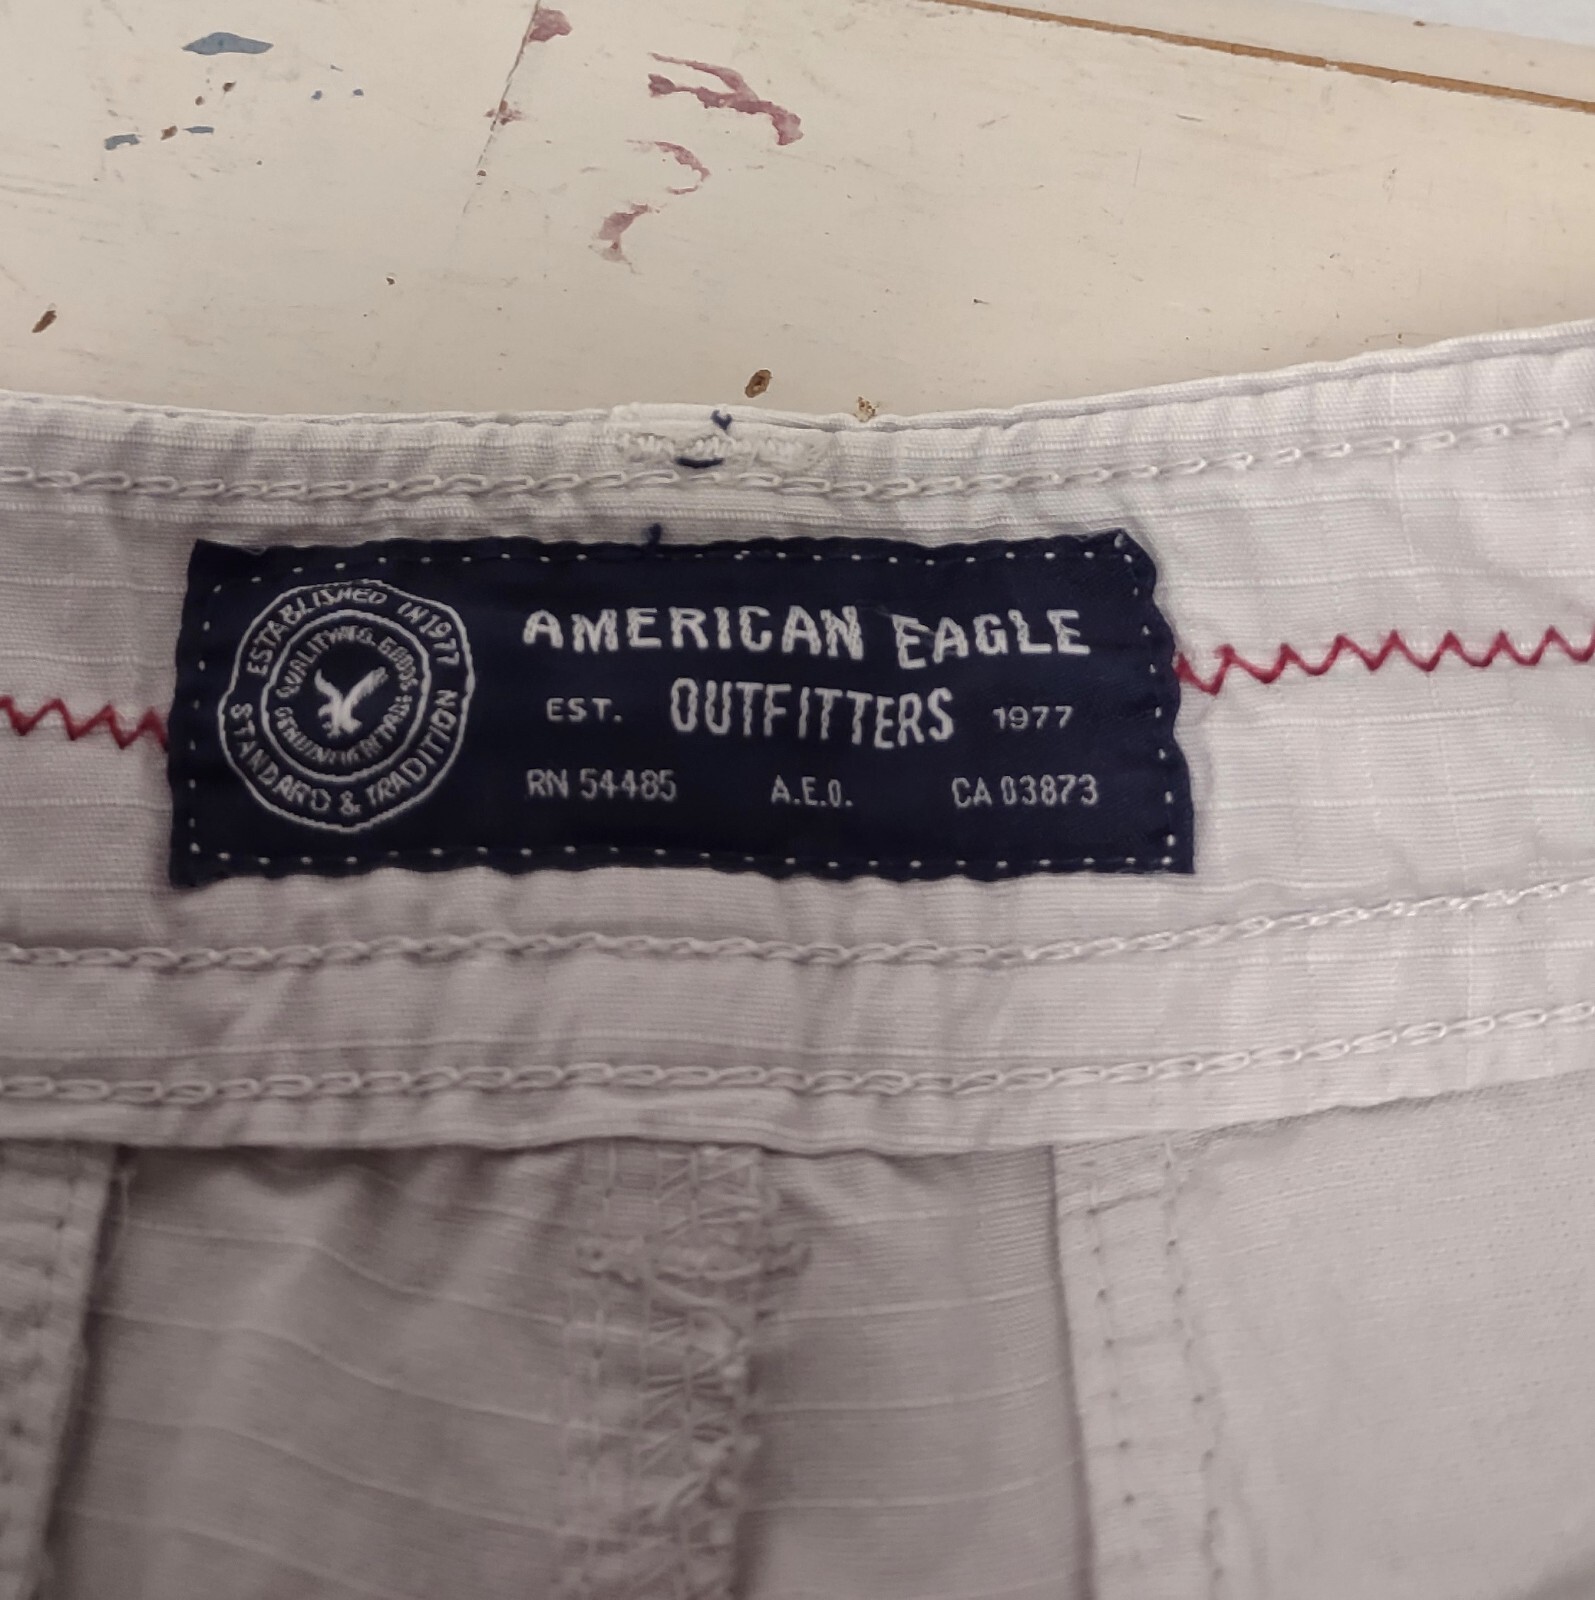 ESTABLISHED IN 1977
STANDARD & TRADITION
AMERICAN EAGLE
EST. OUTFITTERS 1977
RN 54485 A.E.O. CA 03873